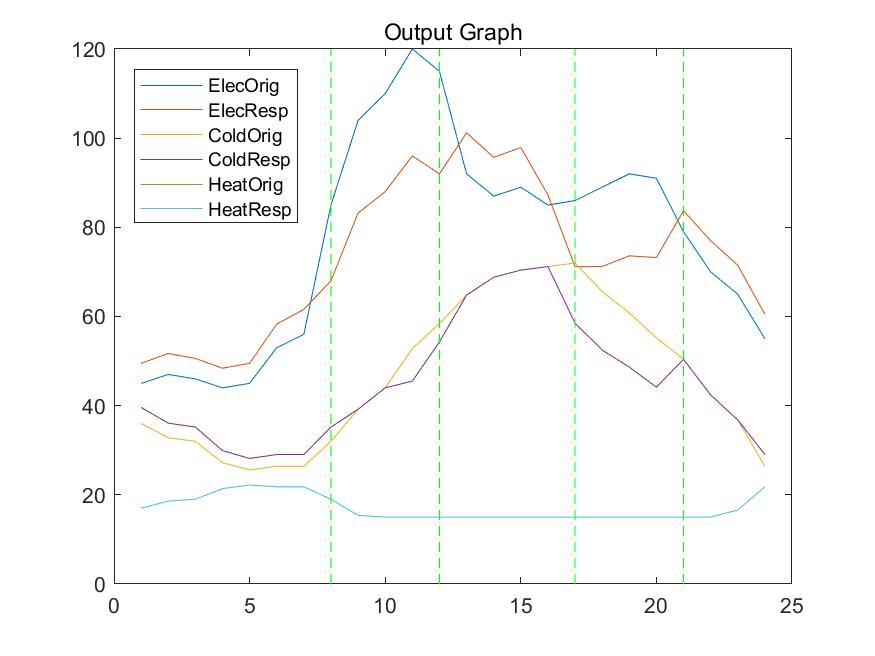 Output Graph
120
100
80
60
40
20
0
ElecOrig
ElecResp
ColdOrig
ColdResp
HeatOrig
HeatResp
0 5 10 15 20 25